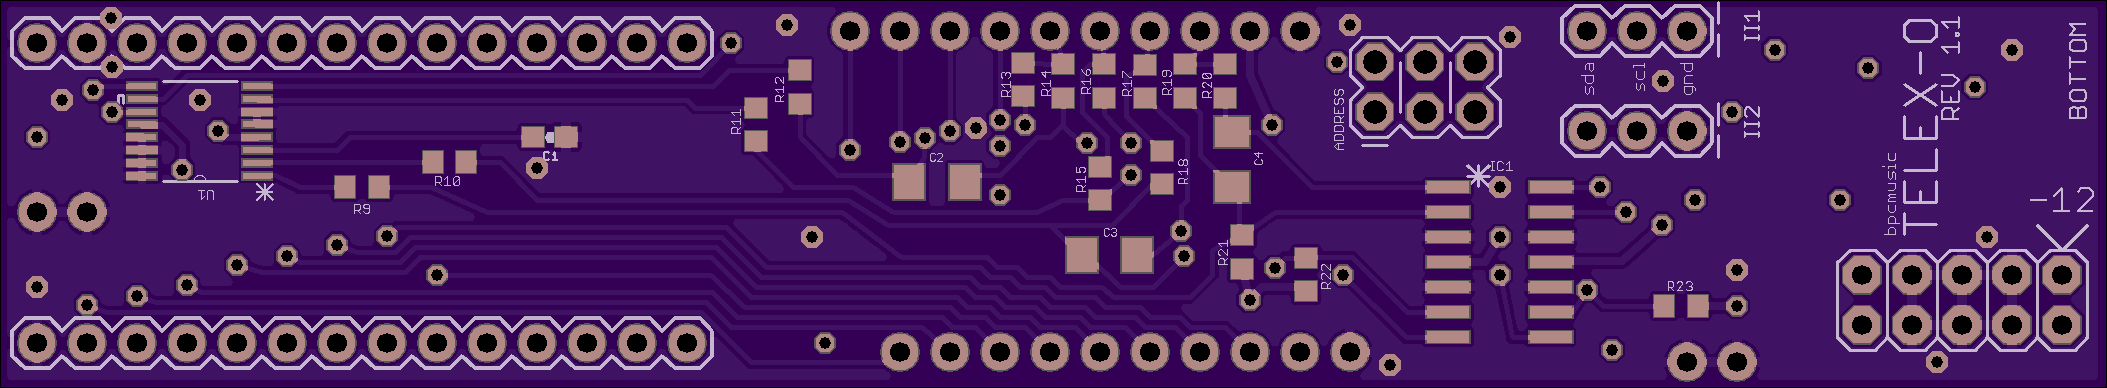 U1
R9
R10
C1
R11
R12
C2
R13
R14
R16
R17
R19
R20
R15
R18
C3
C4
R21
R22
ADDRESS
IC1
sda
scl
gnd
II1
II2
R23
bpcmusic
TELEX-O
REV 1.1
BOTTOM
-12